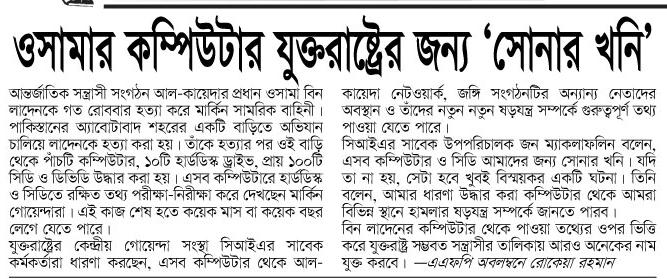 ওসামার কম্পিউটার যুক্তরাষ্ট্রের জন্য ‘সোনার খনি’
আন্তর্জাতিক সন্ত্রাসী সংগঠন আল-কায়েদার প্রধান ওসামা বিন
লাদেনকে গত রোববার হত্যা করে মার্কিন সামরিক বাহিনী।
পাকিস্তানের অ্যাবোটাবাদ শহরের একটি বাড়িতে অভিযান
চালিয়ে লাদেনকে হত্যা করা হয়। তাঁকে হত্যার পর ওই বাড়ি
থেকে পাঁচটি কম্পিউটার, ১০টি হার্ডডিস্ক ড্রাইভ, প্রায় ১০০টি
সিডি ও ডিভিডি উদ্ধার করা হয়। এসব কম্পিউটারে হার্ডডিস্ক
ও সিডিতে রক্ষিত তথ্য পরীক্ষা-নিরীক্ষা করে দেখছেন মার্কিন
গোয়েন্দারা। এই কাজ শেষ হতে কয়েক মাস বা কয়েক বছর
লেগে যেতে পারে।
যুক্তরাষ্ট্রের কেন্দ্রীয় গোয়েন্দা সংস্থা সিআইএর সাবেক
কর্মকর্তারা ধারণা করছেন, এসব কম্পিউটার থেকে আল-
কায়েদা নেটওয়ার্ক, জঙ্গি সংগঠনটির অন্যান্য নেতাদের
অবস্থান ও তাঁদের নতুন নতুন ষড়যন্ত্র সম্পর্কে গুরুত্বপূর্ণ তথ্য
পাওয়া যেতে পারে।
সিআইএর সাবেক উপপরিচালক জন ম্যাকলাফলিন বলেন,
এসব কম্পিউটার ও সিডি আমাদের জন্য সোনার খনি। যদি
তা না হয়, সেটা হবে খুবই বিস্ময়কর একটি ঘটনা। তিনি
বলেন, আমার ধারণা উদ্ধার করা কম্পিউটার থেকে আমরা
বিভিন্ন স্থানে হামলার ষড়যন্ত্র সম্পর্কে জানতে পারব।
বিন লাদেনের কম্পিউটার থেকে পাওয়া তথ্যের ওপর ভিত্তি
করে যুক্তরাষ্ট্র সম্ভবত সন্ত্রাসীর তালিকায় আরও অনেকের নাম
যুক্ত করবে। —এএফপি অবলম্বনে রোকেয়া রহমান